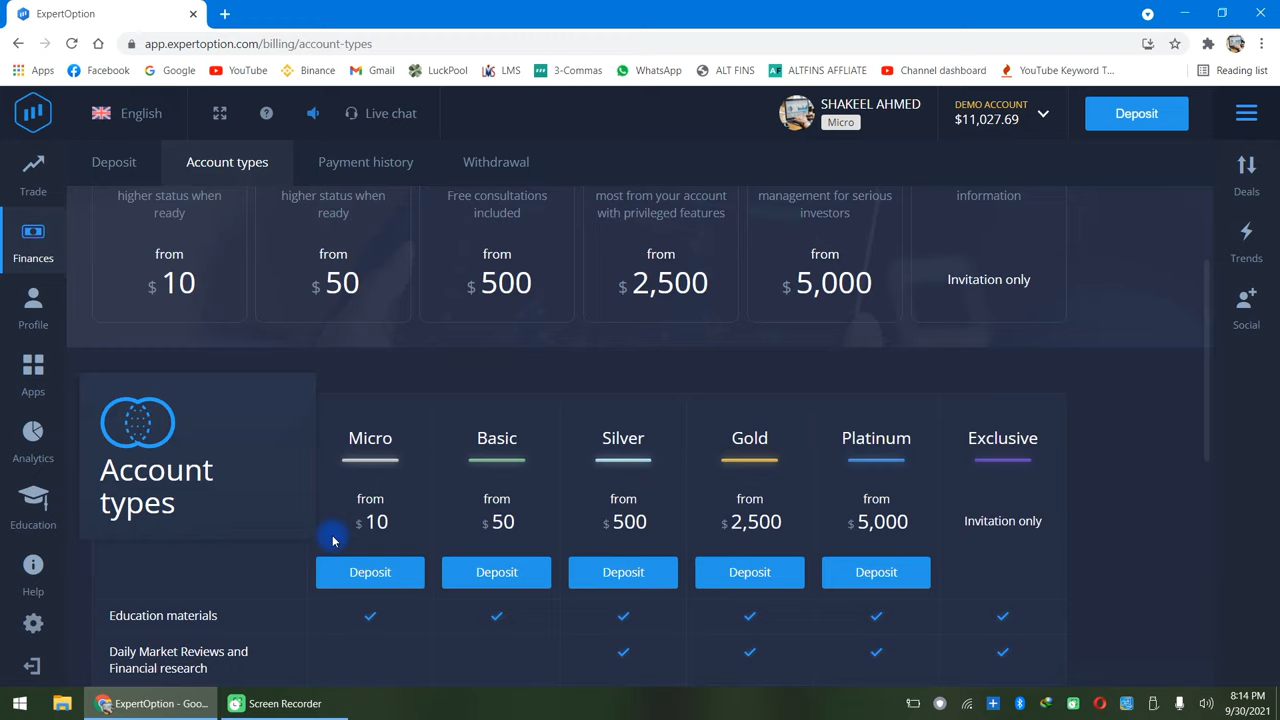 ExpertOption
app.expertoption.com/billing/account-types
Apps Facebook Google YouTube Binance Gmail LuckPool LMS 3-Commas WhatsApp ALT FINS ALTFINS AFFLIATE Channel dashboard YouTube Keyword T... Reading list
English Live chat SHAKEEL AHMED DEMO ACCOUNT Deposit
Micro $11,027.69
Deposit Account types Payment history Withdrawal
Trade
Finances
Profile
Apps
Analytics
Education
Help
Deals
Trends
Social
higher status when
ready
from
$ 10
higher status when
ready
from
$ 50
Free consultations
included
from
$ 500
most from your account
with privileged features
from
$ 2,500
management for serious
investors
from
$ 5,000
information
Invitation only
Account
types
Micro Basic Silver Gold Platinum Exclusive
from from from from from
$ 10 $ 50 $ 500 $ 2,500 $ 5,000 Invitation only
Deposit Deposit Deposit Deposit Deposit
Education materials
Daily Market Reviews and
Financial research
ExpertOption - Goo... Screen Recorder
8:14 PM
9/30/2021